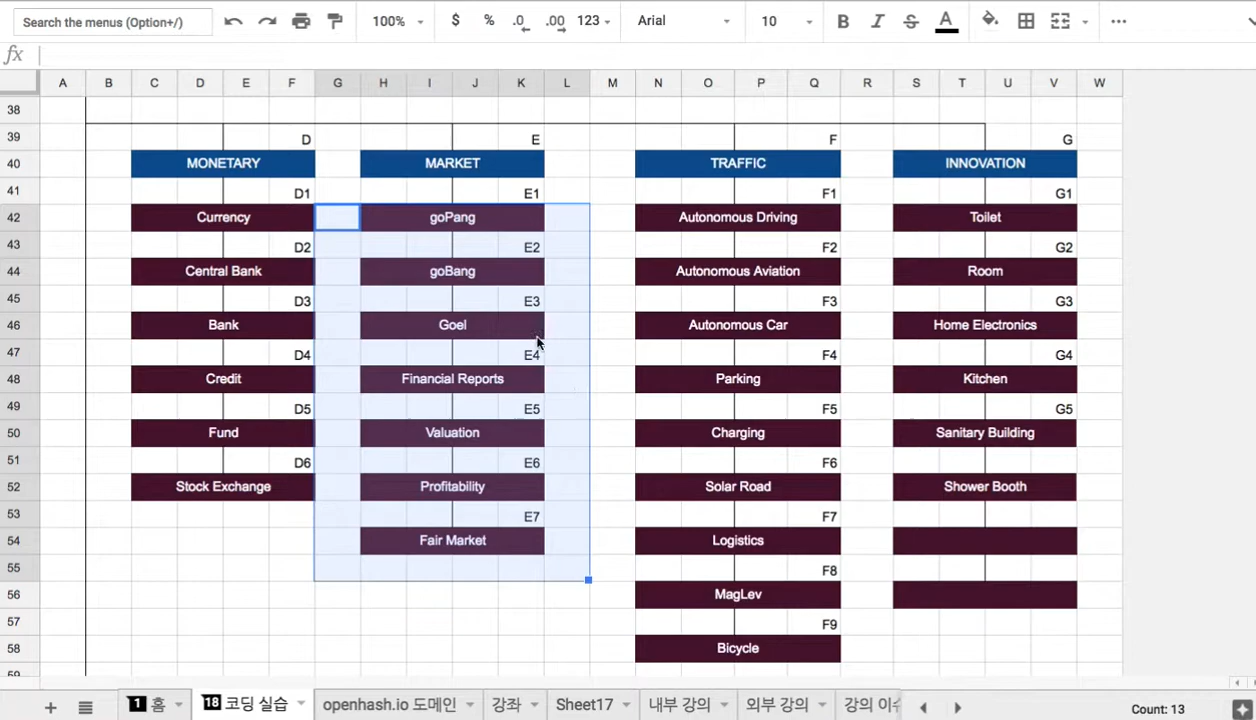 Search the menus (Option+/) 100% $ % .0 .00 123 Arial 10 B I S A
fx
A B C D E F G H I J K L M N O P Q R S T U V W
38
39 D E F G
40 MONETARY MARKET TRAFFIC INNOVATION
41 D1 E1 F1 G1
42 Currency goPang Autonomous Driving Toilet
43 D2 E2 F2 G2
44 Central Bank goBang Autonomous Aviation Room
45 D3 E3 F3 G3
46 Bank Goel Autonomous Car Home Electronics
47 D4 E4 F4 G4
48 Credit Financial Reports Parking Kitchen
49 D5 E5 F5 G5
50 Fund Valuation Charging Sanitary Building
51 D6 E6 F6
52 Stock Exchange Profitability Solar Road Shower Booth
53 E7 F7
54 Fair Market Logistics
55 F8
56 MagLev
57 F9
58 Bicycle
59
1 홈 18 코딩 실습 openhash.io 도메인 강좌 Sheet17 내부 강의 외부 강의 강의 이슈 Count: 13